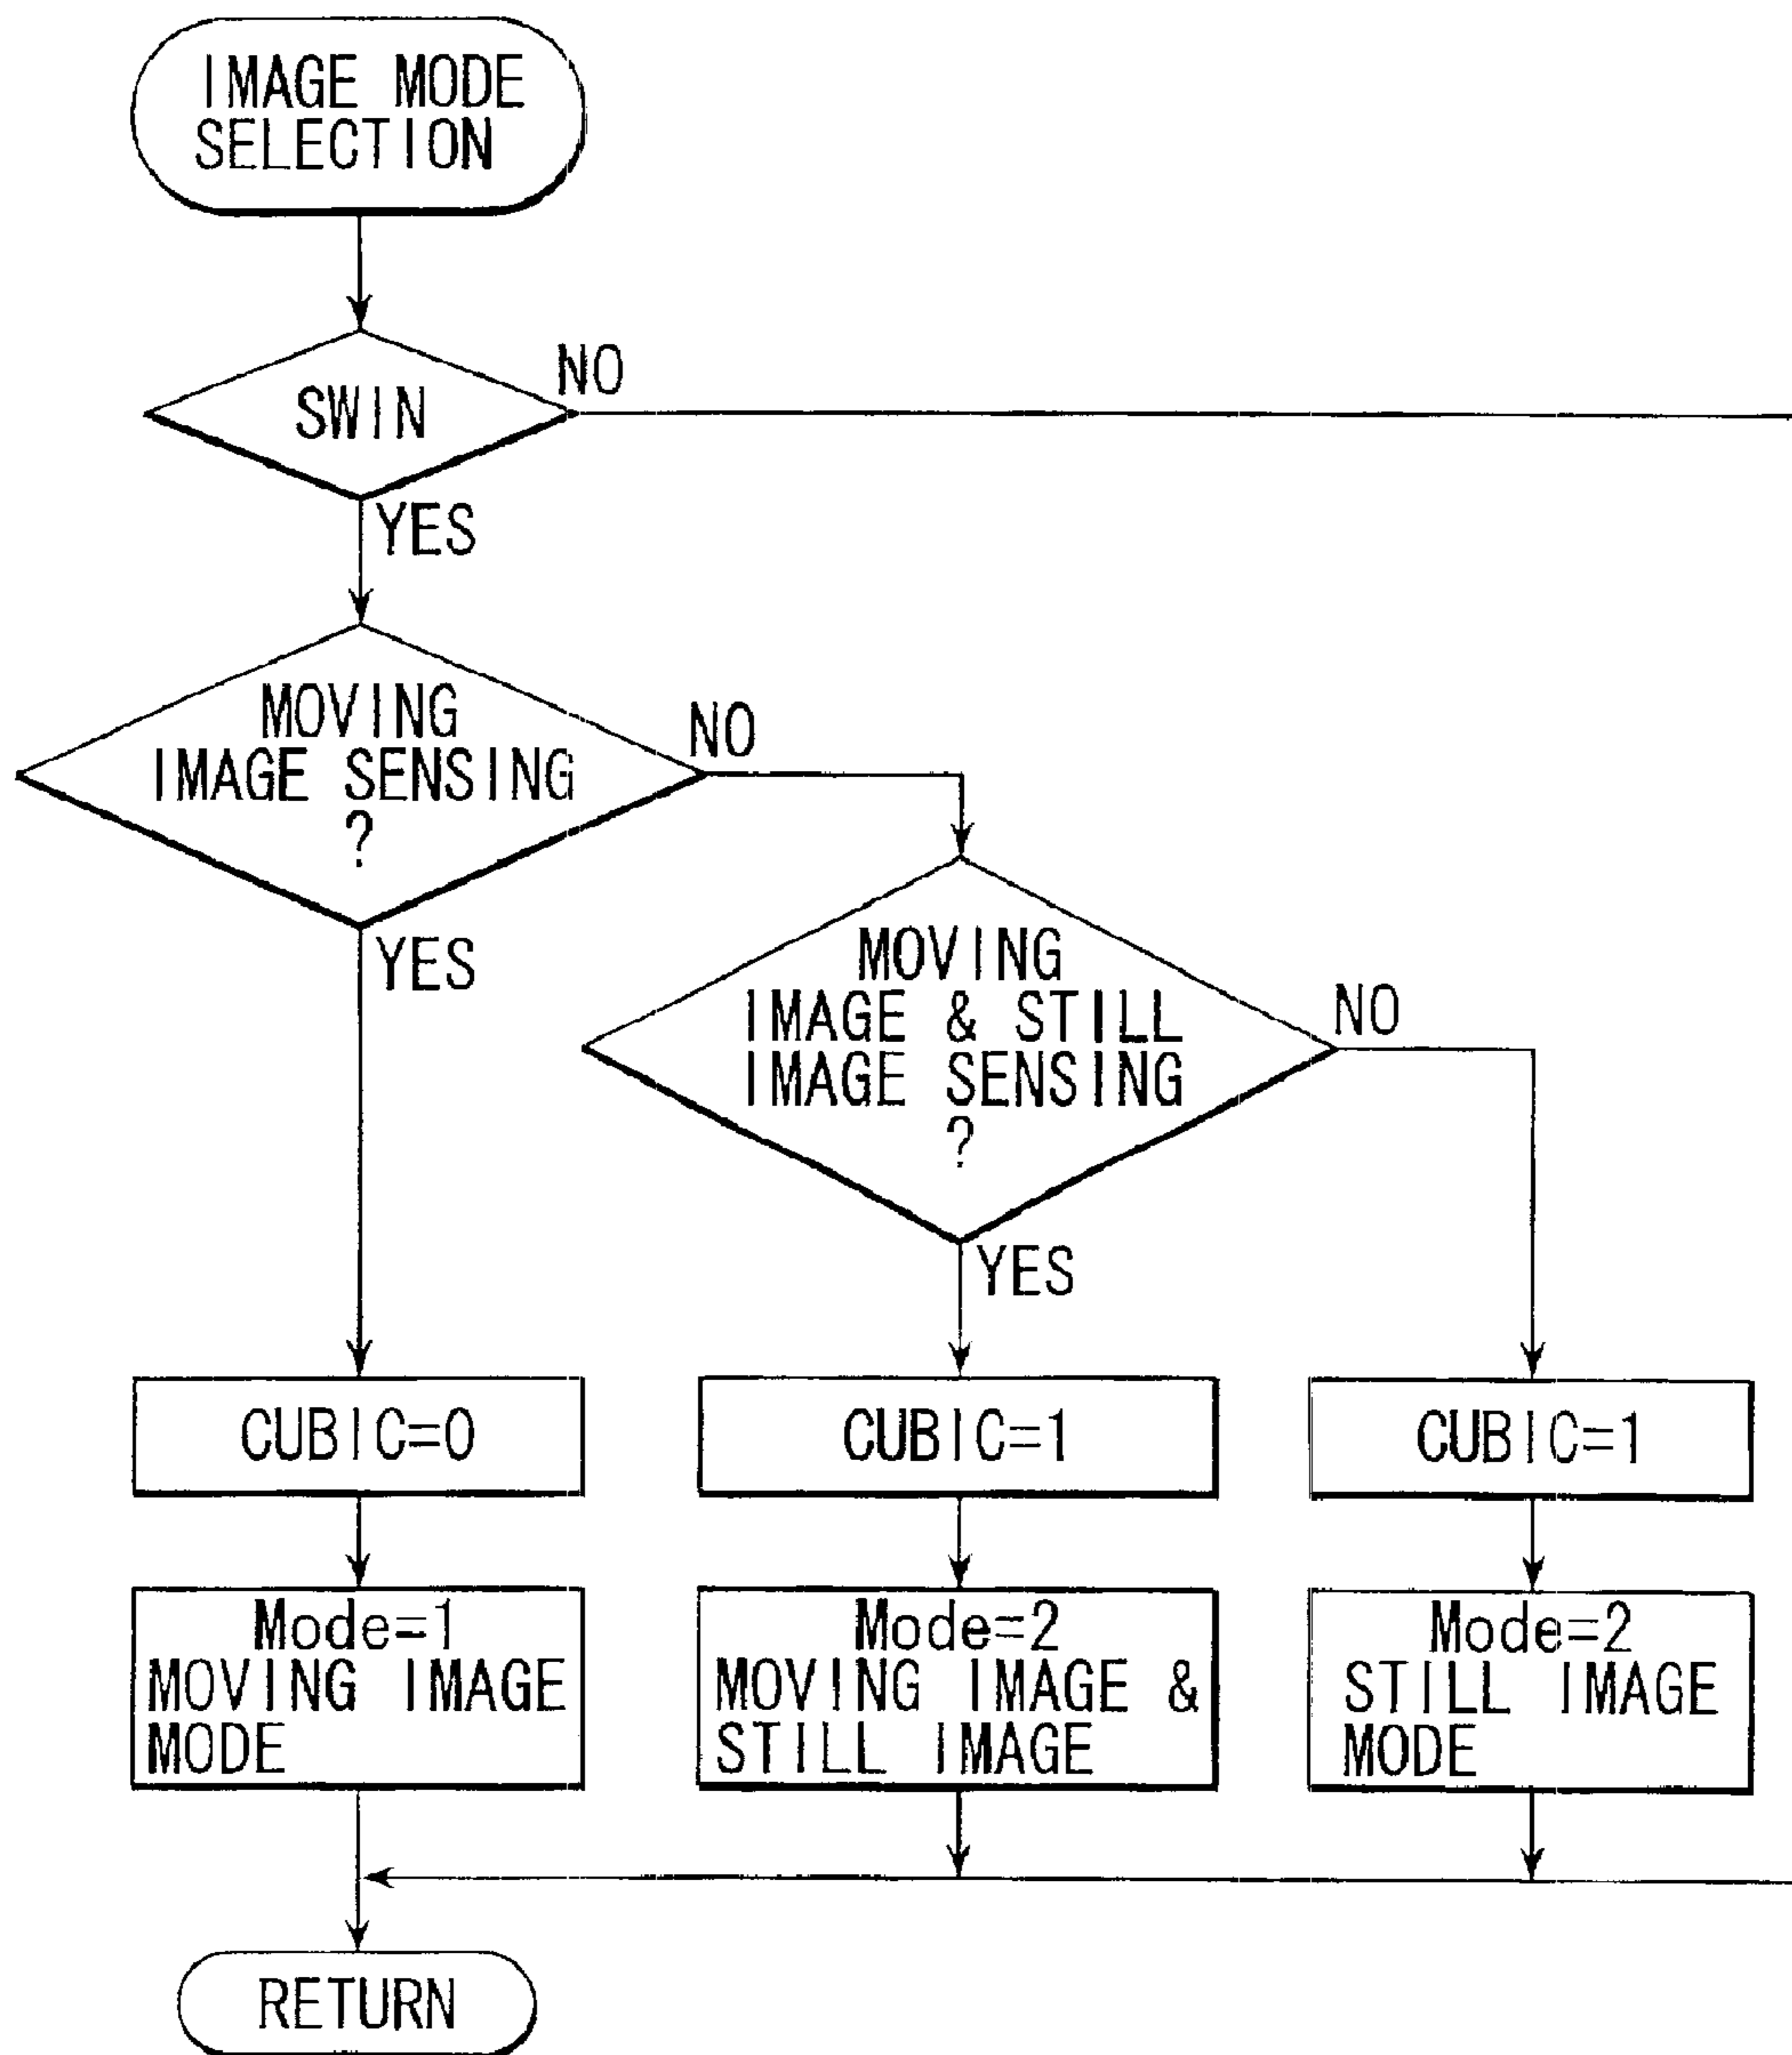 IMAGE MODE
SELECTION
SWIN
NO
YES
MOVING
IMAGE SENSING
?
NO
YES
MOVING
IMAGE & STILL
IMAGE SENSING
?
NO
YES
CUBIC=0
CUBIC=1
CUBIC=1
Mode=1
MOVING IMAGE
MODE
Mode=2
MOVING IMAGE &
STILL IMAGE
Mode=2
STILL IMAGE
MODE
RETURN